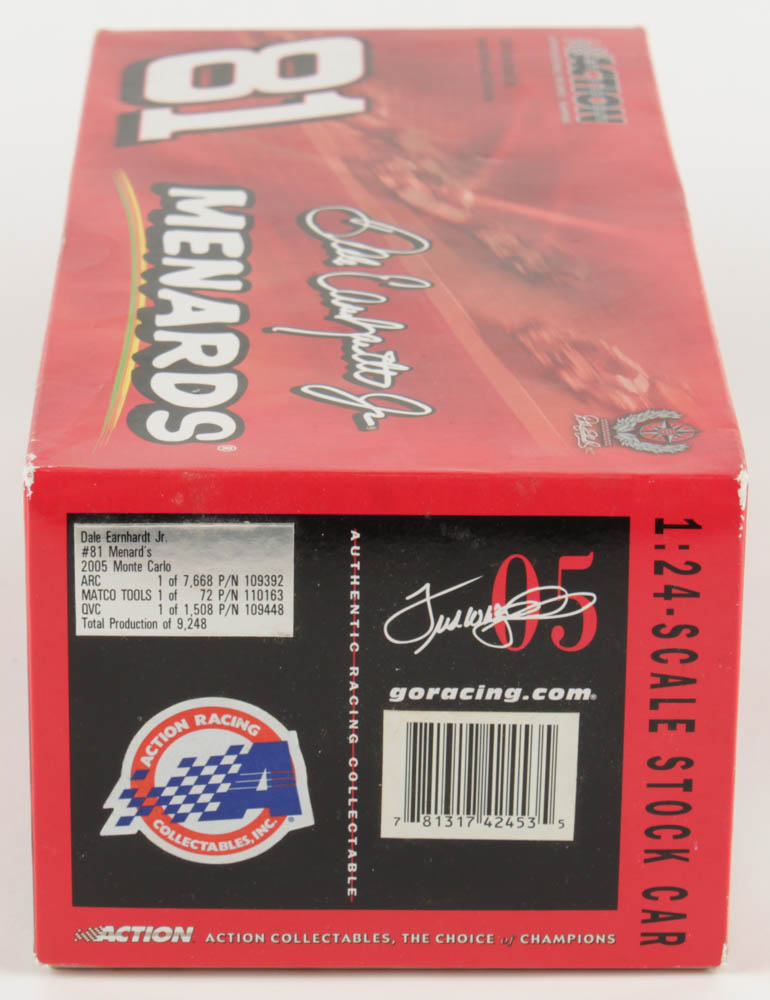 81
MENARDS®
Dale Earnhardt Jr.
ACTION
Dale Earnhardt Jr.
#81 Menard's
2005 Monte Carlo
ARC 1 of 7,668 P/N 109392
MATCO TOOLS 1 of 72 P/N 110163
QVC 1 of 1,508 P/N 109448
Total Production of 9,248
AUTHENTIC RACING COLLECTABLE
05
goracing.com®
7 81317 42453 5
ACTION RACING
COLLECTABLES, INC.
A®
1:24-SCALE STOCK CAR
ACTION ACTION COLLECTABLES, THE CHOICE of CHAMPIONS